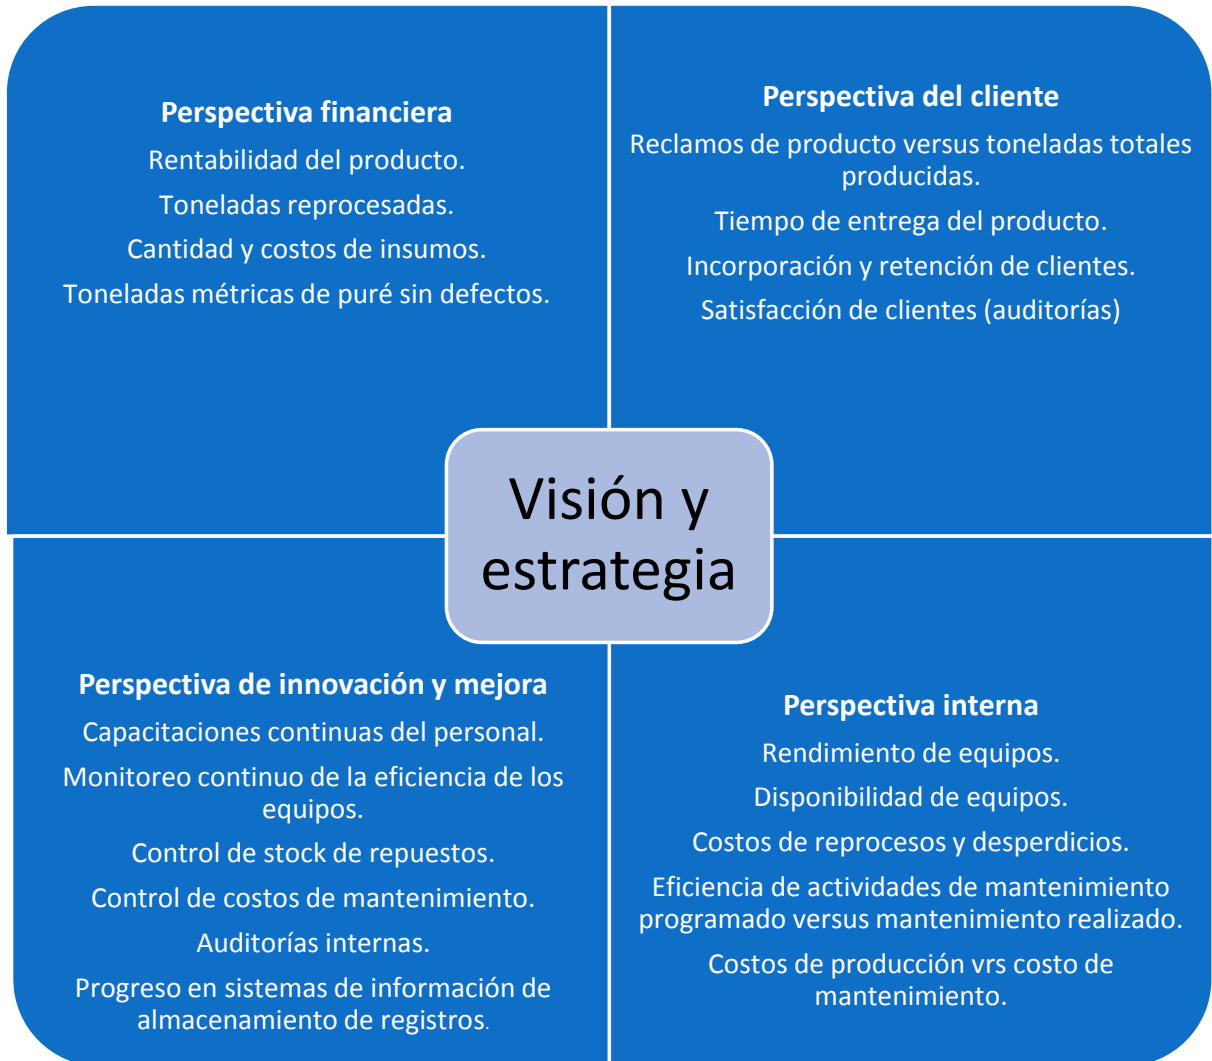 Perspectiva financiera
Rentabilidad del producto.
Toneladas reprocesadas.
Cantidad y costos de insumos.
Toneladas métricas de puré sin defectos.
Perspectiva del cliente
Reclamos de producto versus toneladas totales
producidas.
Tiempo de entrega del producto.
Incorporación y retención de clientes.
Satisfacción de clientes (auditorías)
Visión y
estrategia
Perspectiva de innovación y mejora
Capacitaciones continuas del personal.
Monitoreo continuo de la eficiencia de los
equipos.
Control de stock de repuestos.
Control de costos de mantenimiento.
Auditorías internas.
Progreso en sistemas de información de
almacenamiento de registros.
Perspectiva interna
Rendimiento de equipos.
Disponibilidad de equipos.
Costos de reprocesos y desperdicios.
Eficiencia de actividades de mantenimiento
programado versus mantenimiento realizado.
Costos de producción vrs costo de
mantenimiento.